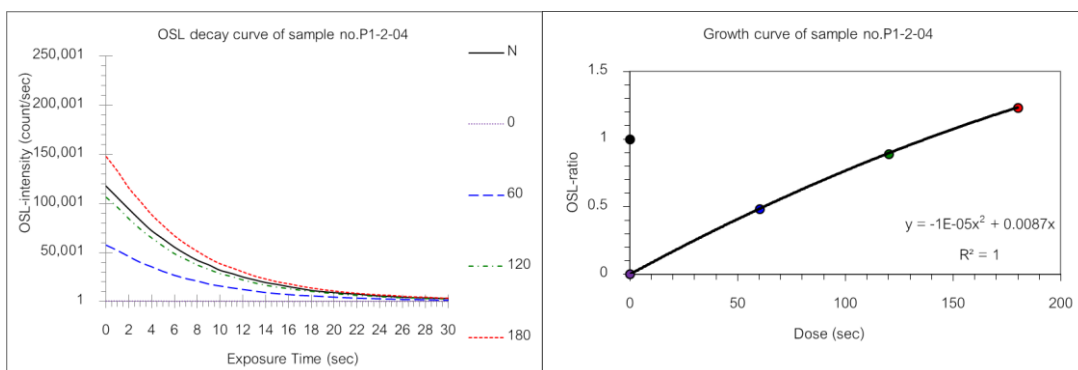 OSL decay curve of sample no.P1-2-04
250,001
200,001
150,001
100,001
50,001
1
OSL-intensity (count/sec)
0 2 4 6 8 10 12 14 16 18 20 22 24 26 28 30
Exposure Time (sec)
N
0
60
120
180
Growth curve of sample no.P1-2-04
1.5
1
0.5
0
OSL-ratio
y = -1E-05x² + 0.0087x
R² = 1
0 50 100 150 200
Dose (sec)